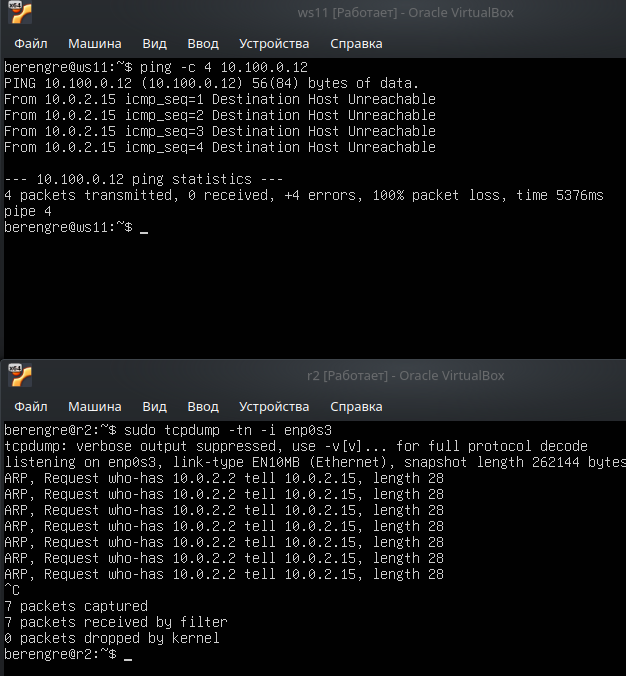 ws11 [Работает] - Oracle VirtualBox
Файл Машина Вид Ввод Устройства Справка
berengre@ws11:~$ ping -c 4 10.100.0.12
PING 10.100.0.12 (10.100.0.12) 56(84) bytes of data.
From 10.0.2.15 icmp_seq=1 Destination Host Unreachable
From 10.0.2.15 icmp_seq=2 Destination Host Unreachable
From 10.0.2.15 icmp_seq=3 Destination Host Unreachable
From 10.0.2.15 icmp_seq=4 Destination Host Unreachable
--- 10.100.0.12 ping statistics ---
4 packets transmitted, 0 received, +4 errors, 100% packet loss, time 5376ms
pipe 4
berengre@ws11:~$ _
r2 [Работает] - Oracle VirtualBox
Файл Машина Вид Ввод Устройства Справка
berengre@r2:~$ sudo tcpdump -tn -i enp0s3
tcpdump: verbose output suppressed, use -v[v]... for full protocol decode
listening on enp0s3, link-type EN10MB (Ethernet), snapshot length 262144 bytes
ARP, Request who-has 10.0.2.2 tell 10.0.2.15, length 28
ARP, Request who-has 10.0.2.2 tell 10.0.2.15, length 28
ARP, Request who-has 10.0.2.2 tell 10.0.2.15, length 28
ARP, Request who-has 10.0.2.2 tell 10.0.2.15, length 28
ARP, Request who-has 10.0.2.2 tell 10.0.2.15, length 28
ARP, Request who-has 10.0.2.2 tell 10.0.2.15, length 28
ARP, Request who-has 10.0.2.2 tell 10.0.2.15, length 28
^C
7 packets captured
7 packets received by filter
0 packets dropped by kernel
berengre@r2:~$ _